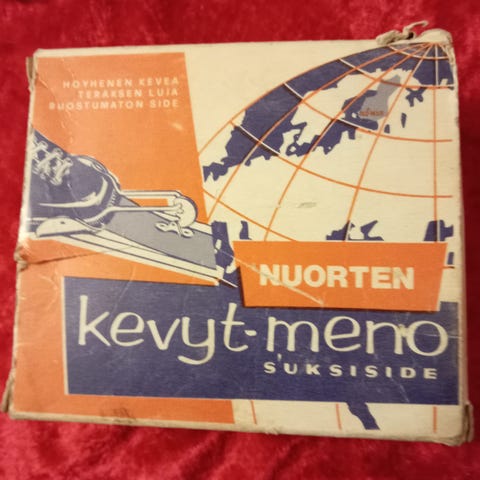 HÖYHENEN KEVEÄ
TERÄKSEN LUJA
RUOSTUMATON SIDE
NUORTEN
kevyt-meno
SUKSISIDE